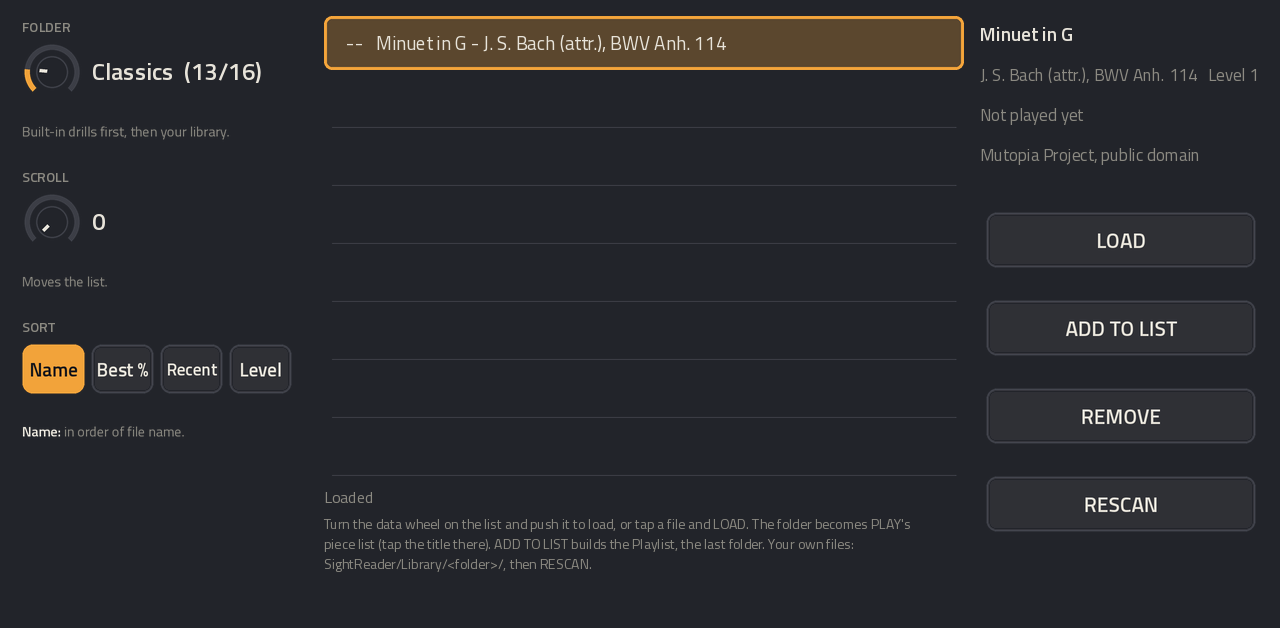 FOLDER
Classics (13/16)
Built-in drills first, then your library.
SCROLL
0
Moves the list.
SORT
Name Best % Recent Level
Name: in order of file name.
-- Minuet in G - J. S. Bach (attr.), BWV Anh. 114
Loaded
Turn the data wheel on the list and push it to load, or tap a file and LOAD. The folder becomes PLAY's
piece list (tap the title there). ADD TO LIST builds the Playlist, the last folder. Your own files:
SightReader/Library/<folder>/, then RESCAN.
Minuet in G
J. S. Bach (attr.), BWV Anh. 114 Level 1
Not played yet
Mutopia Project, public domain
LOAD
ADD TO LIST
REMOVE
RESCAN